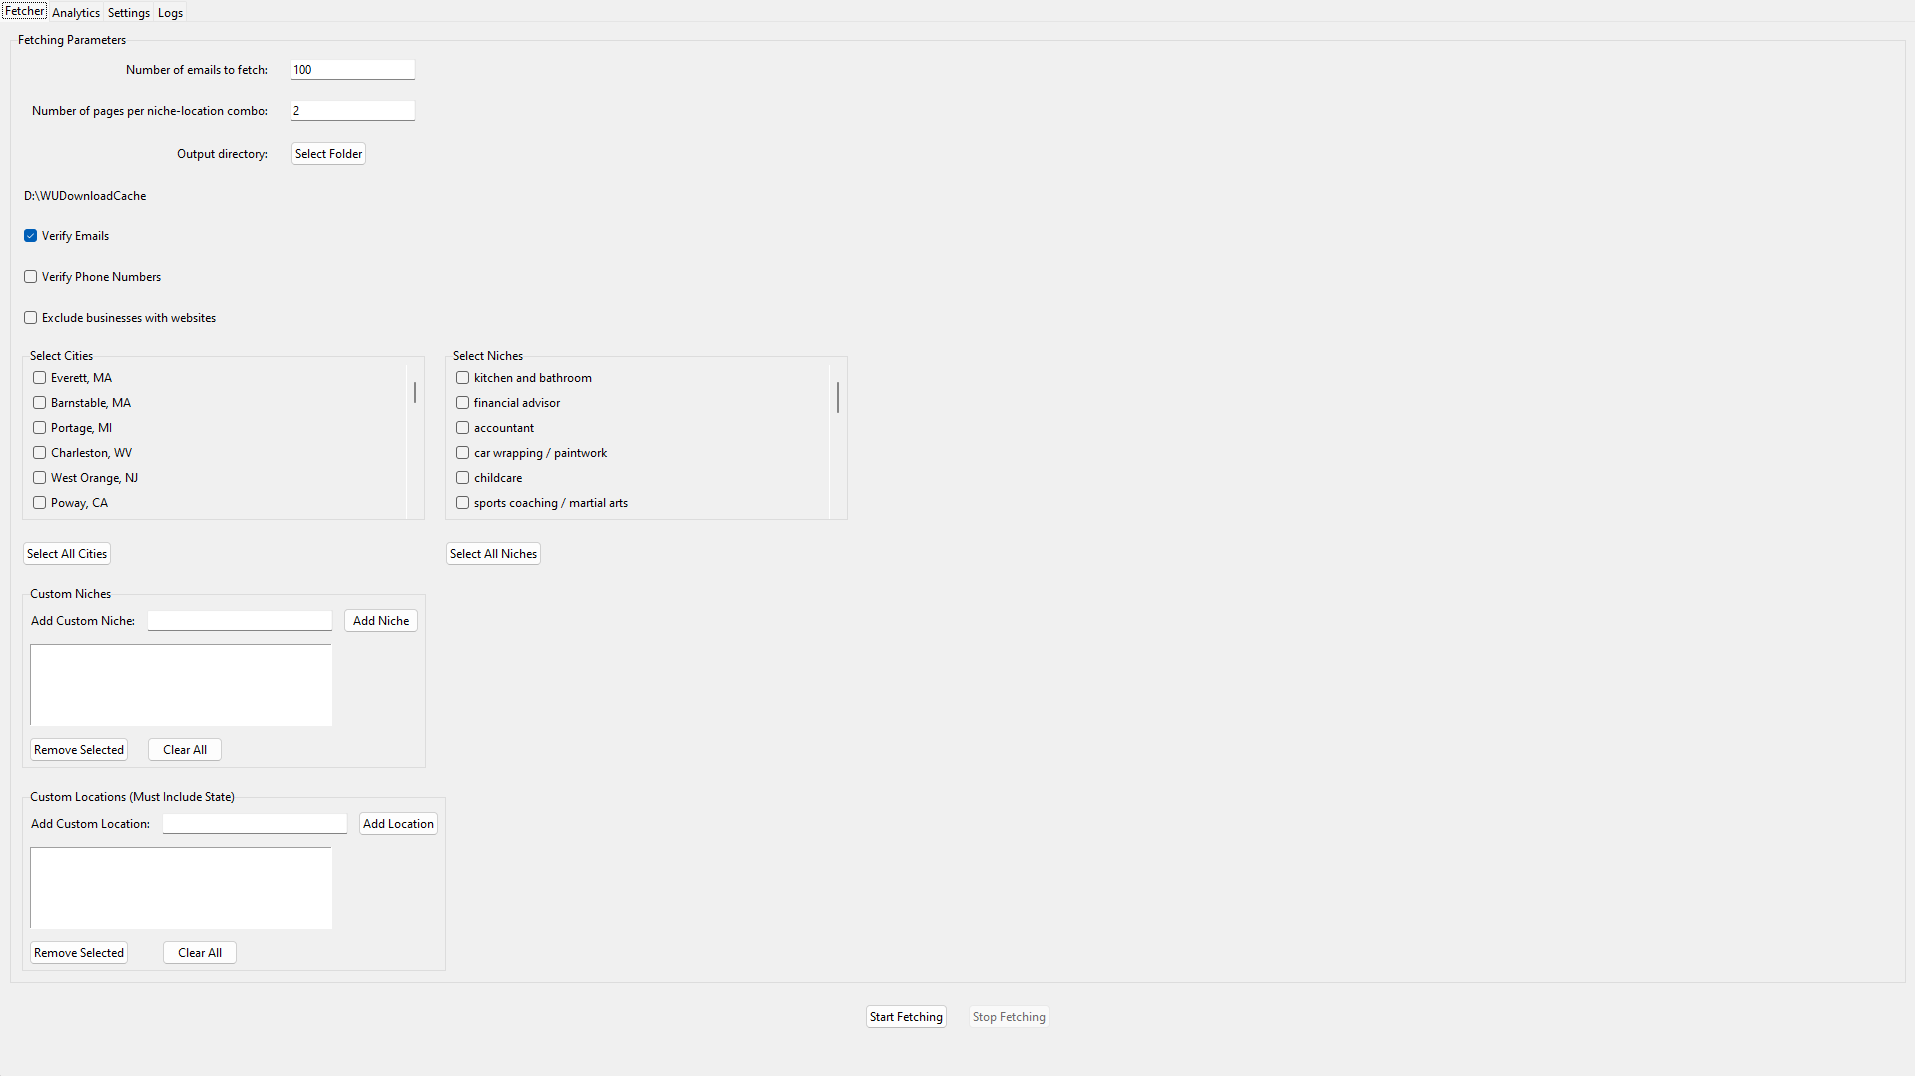 Fetcher Analytics Settings Logs
Fetching Parameters
Number of emails to fetch: 100
Number of pages per niche-location combo: 2
Output directory: Select Folder
D:\WUDownloadCache
Verify Emails
Verify Phone Numbers
Exclude businesses with websites
Select Cities
Everett, MA
Barnstable, MA
Portage, MI
Charleston, WV
West Orange, NJ
Poway, CA
Select All Cities
Select Niches
kitchen and bathroom
financial advisor
accountant
car wrapping / paintwork
childcare
sports coaching / martial arts
Select All Niches
Custom Niches
Add Custom Niche: Add Niche
Remove Selected Clear All
Custom Locations (Must Include State)
Add Custom Location: Add Location
Remove Selected Clear All
Start Fetching Stop Fetching